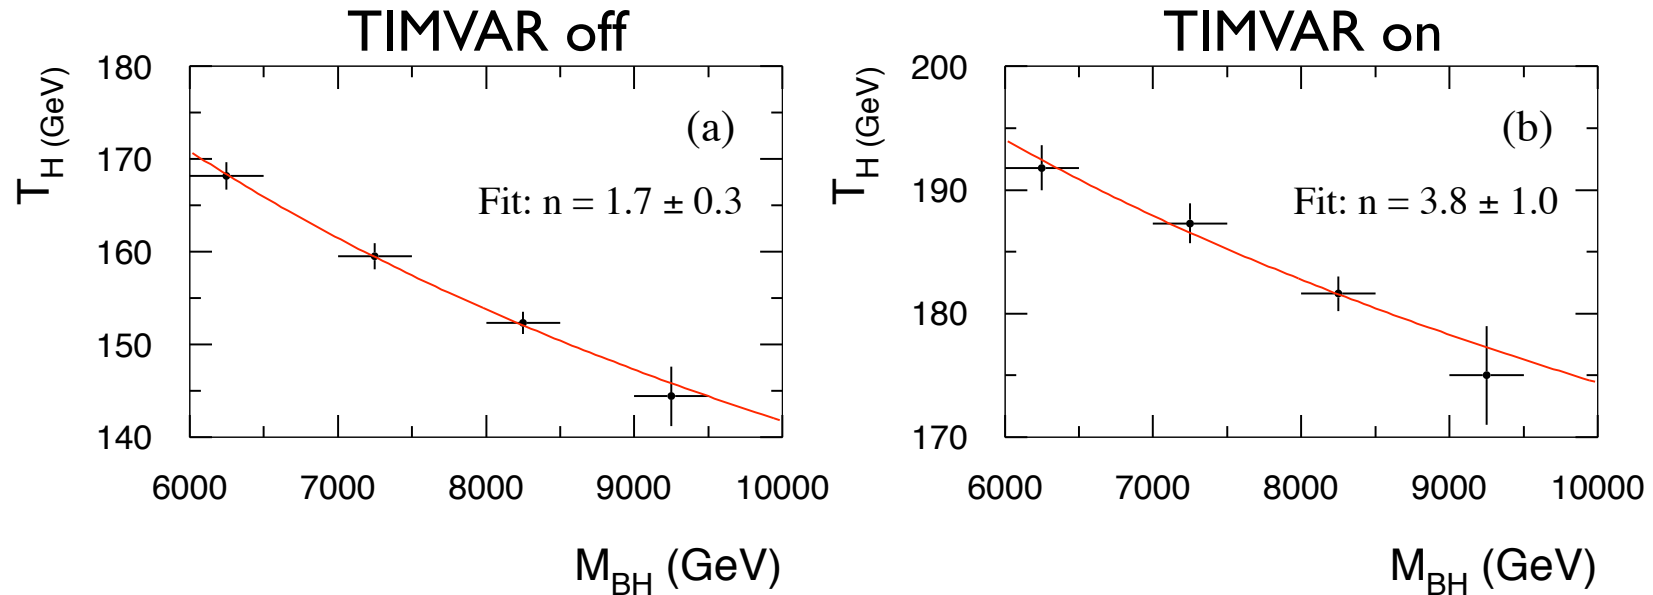 TIMVAR off
TIMVAR on
T_H (GeV)
180
170
160
150
140
(a)
Fit: n = 1.7 ± 0.3
6000 7000 8000 9000 10000
M_BH (GeV)
T_H (GeV)
200
190
180
170
(b)
Fit: n = 3.8 ± 1.0
6000 7000 8000 9000 10000
M_BH (GeV)